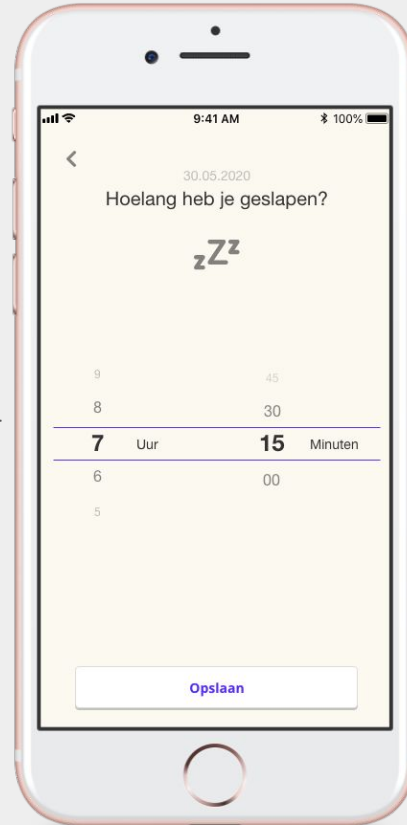 9:41 AM 100%
30.05.2020
Hoelang heb je geslapen?
zZz
9 45
8 30
7 Uur 15 Minuten
6 00
5
Opslaan